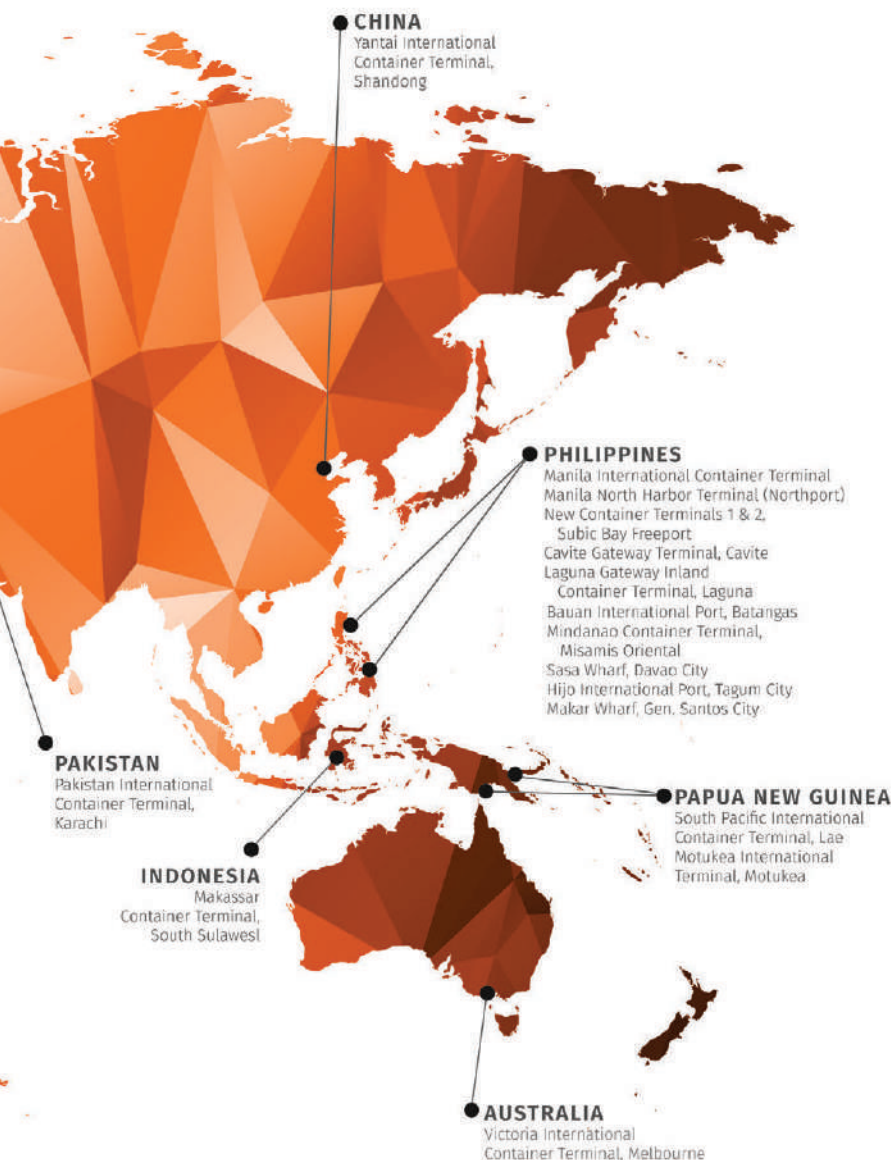 CHINA
Yantai International
Container Terminal,
Shandong
PHILIPPINES
Manila International Container Terminal
Manila North Harbor Terminal (Northport)
New Container Terminals 1 & 2,
Subic Bay Freeport
Cavite Gateway Terminal, Cavite
Laguna Gateway Inland
Container Terminal, Laguna
Bauan International Port, Batangas
Mindanao Container Terminal,
Misamis Oriental
Sasa Wharf, Davao City
Hijo International Port, Tagum City
Makar Wharf, Gen. Santos City
PAKISTAN
Pakistan International
Container Terminal,
Karachi
PAPUA NEW GUINEA
South Pacific International
Container Terminal, Lae
Motukea International
Terminal, Motukea
INDONESIA
Makassar
Container Terminal,
South Sulawesi
AUSTRALIA
Victoria International
Container Terminal, Melbourne